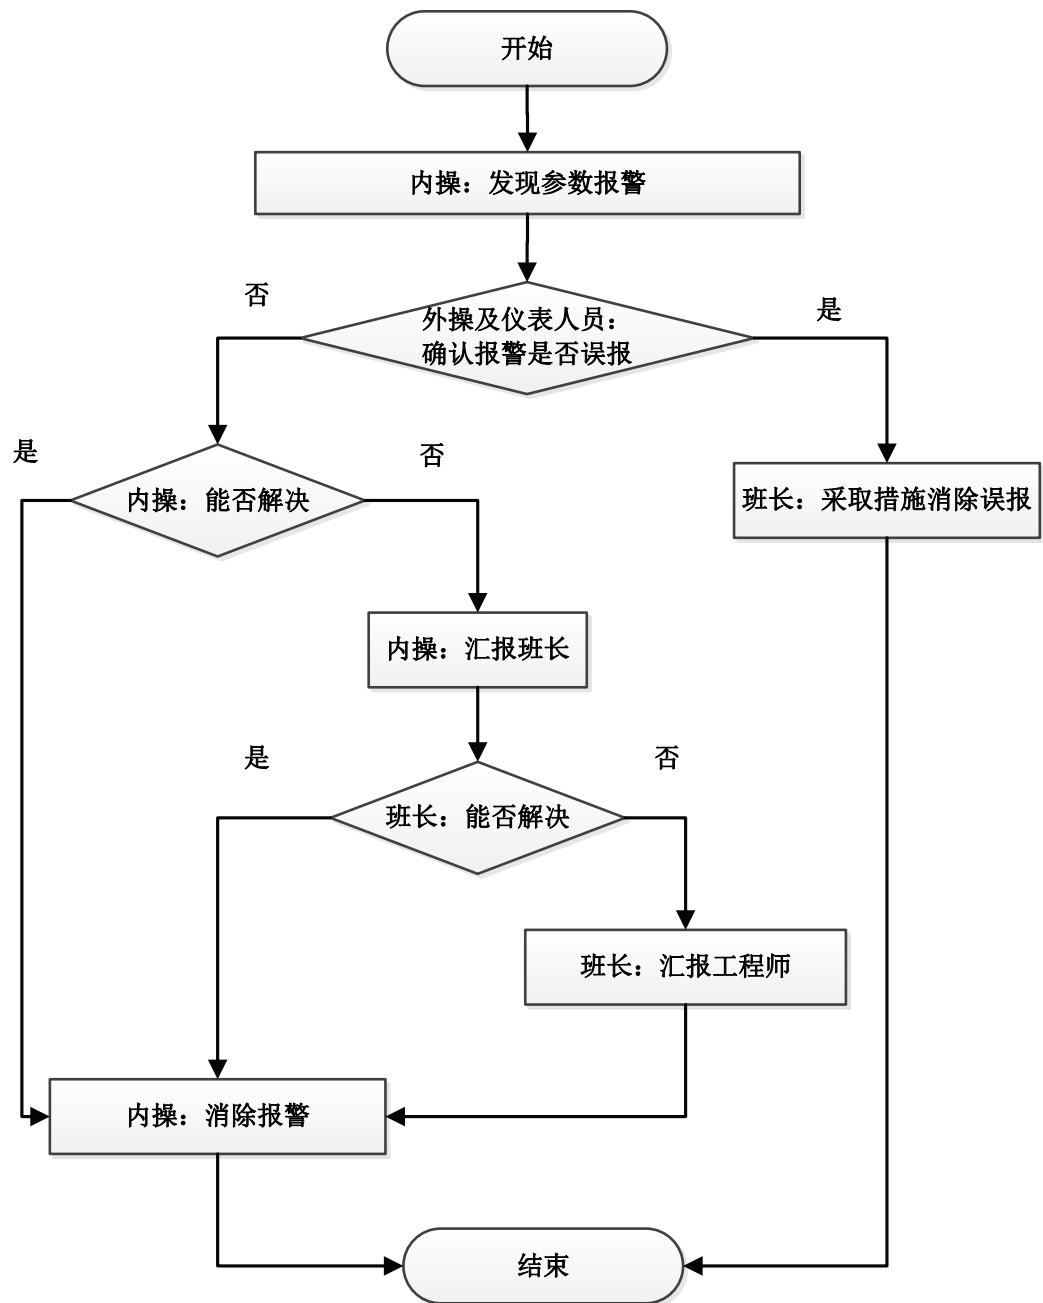 开始
内操：发现参数报警
否
是
外操及仪表人员：
确认报警是否误报
是
否
内操：能否解决
班长：采取措施消除误报
内操：汇报班长
是
否
班长：能否解决
班长：汇报工程师
内操：消除报警
结束